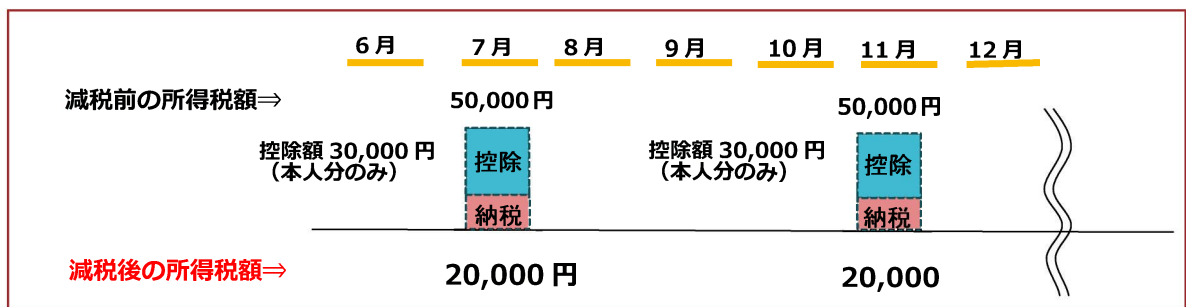 6月 7月 8月 9月 10月 11月 12月
減税前の所得税額⇒ 50,000円 50,000円
控除額30,000円 控除 控除額30,000円 控除
（本人分のみ） （本人分のみ）
納税 納税
減税後の所得税額⇒ 20,000円 20,000